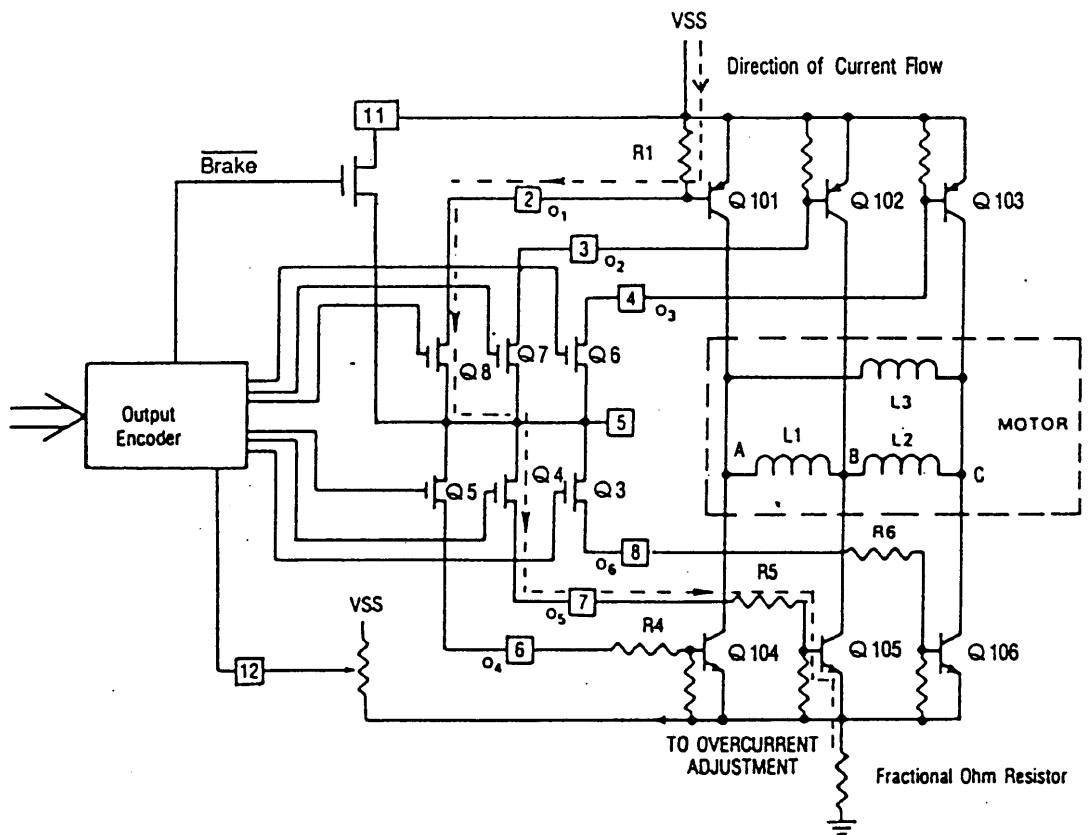 VSS
Direction of Current Flow
11
R1
Brake
2
O1
Q101
Q102
Q103
3
O2
4
O3
Q8
Q7
Q6
Output
Encoder
5
L3
MOTOR
A
L1
B
L2
C
Q5
Q4
Q3
8
O6
R6
7
O5
R5
VSS
R4
6
O4
Q104
Q105
Q106
12
TO OVERCURRENT
ADJUSTMENT
Fractional Ohm Resistor